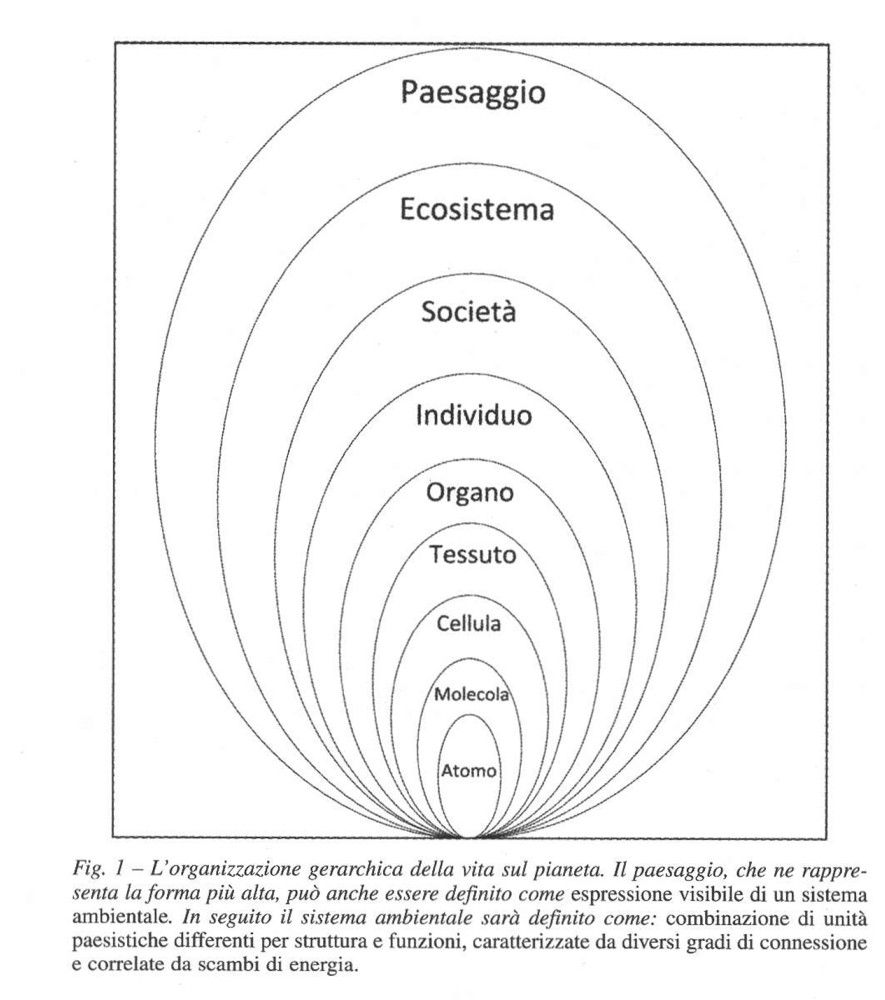 Paesaggio
Ecosistema
Società
Individuo
Organo
Tessuto
Cellula
Molecola
Atomo
Fig. 1 – L'organizzazione gerarchica della vita sul pianeta. Il paesaggio, che ne rappre-
senta la forma più alta, può anche essere definito come espressione visibile di un sistema
ambientale. In seguito il sistema ambientale sarà definito come: combinazione di unità
paesistiche differenti per struttura e funzioni, caratterizzate da diversi gradi di connessione
e correlate da scambi di energia.